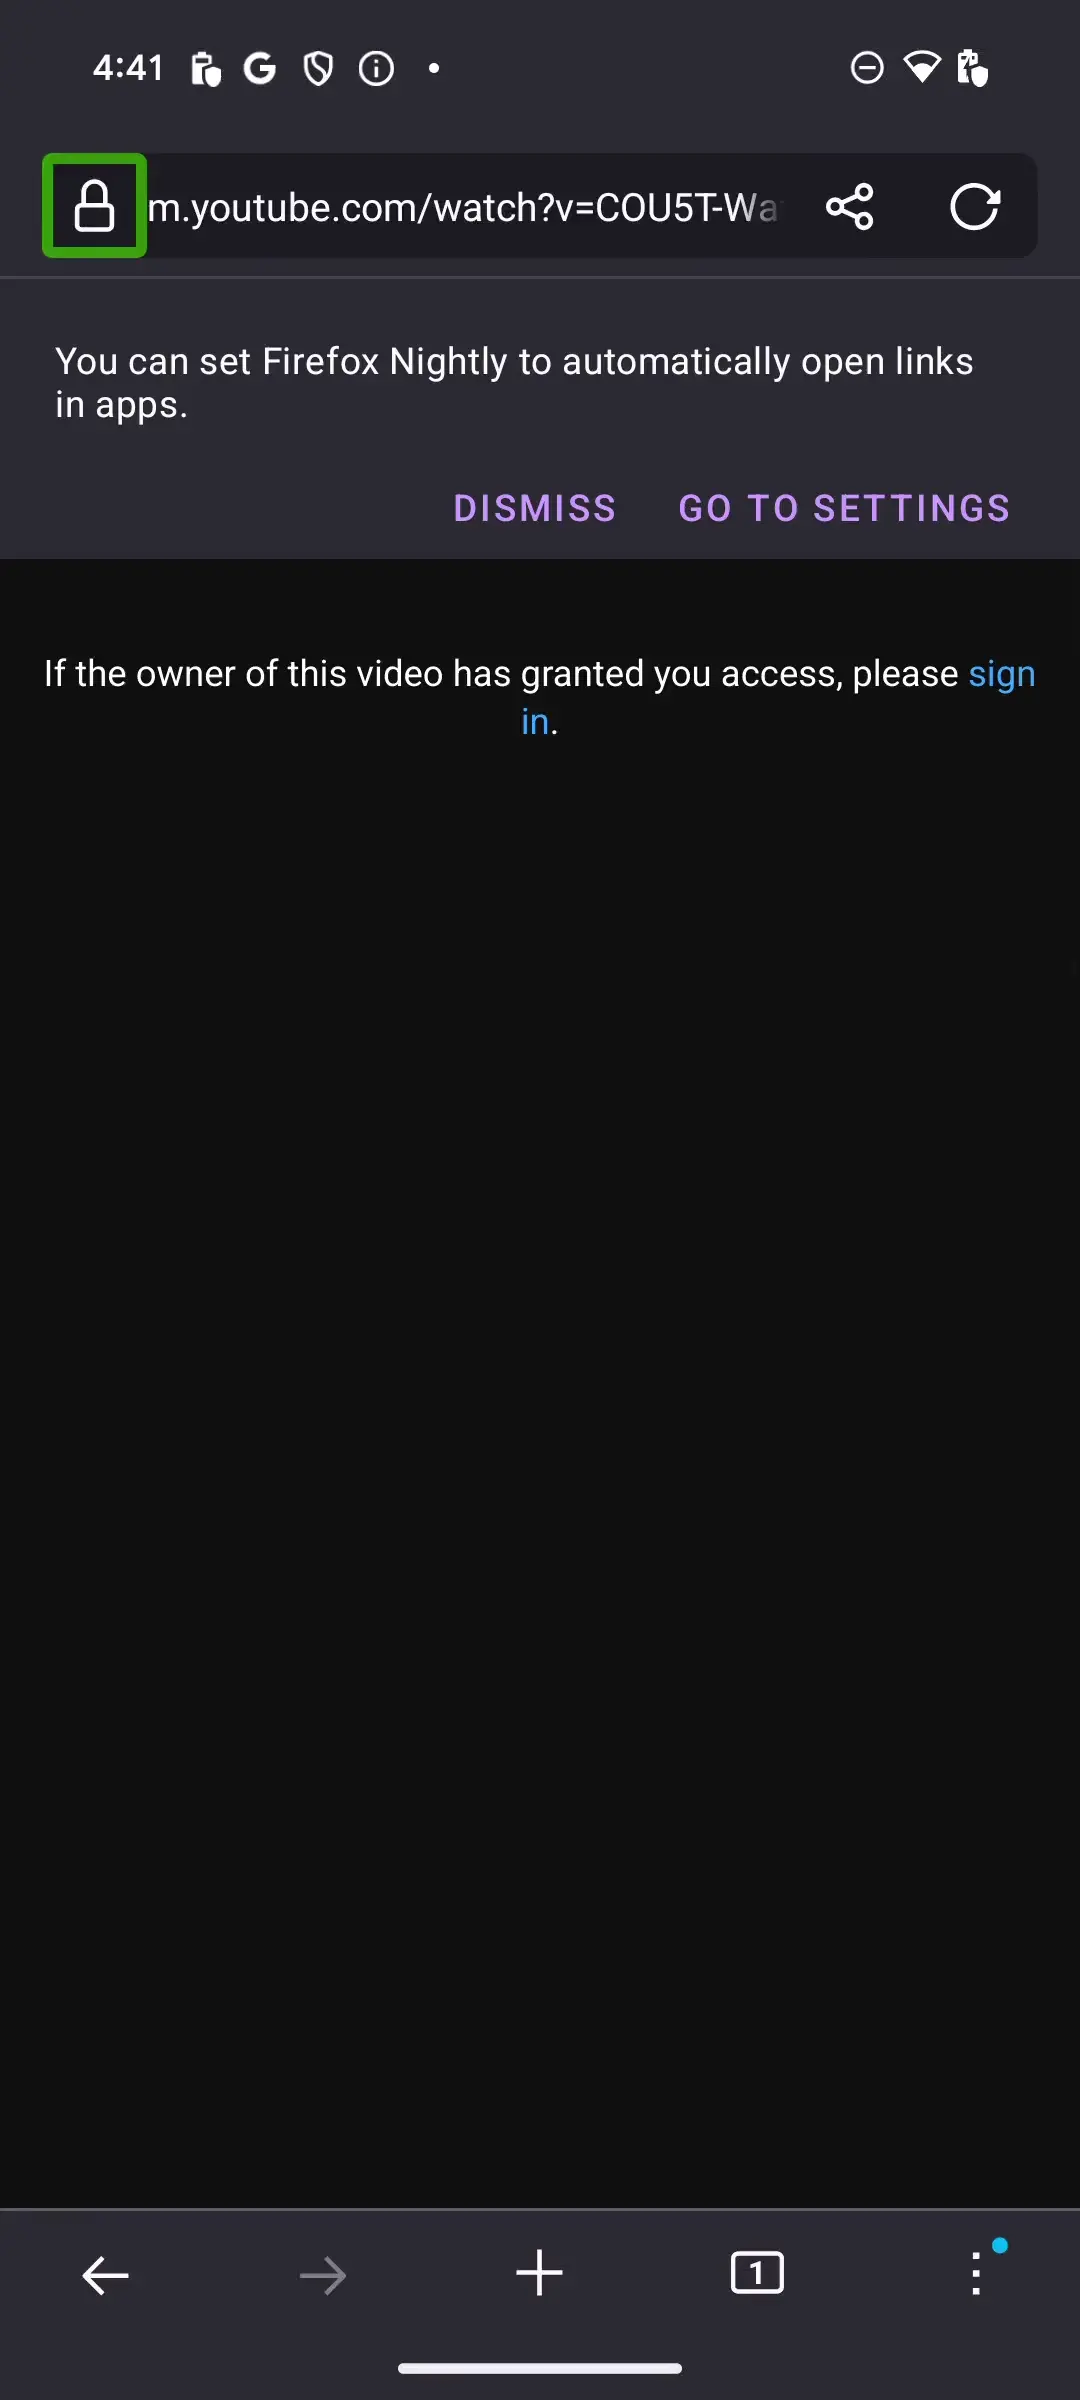 4:41
m.youtube.com/watch?v=COU5T-Wa
You can set Firefox Nightly to automatically open links
in apps.
DISMISS GO TO SETTINGS
If the owner of this video has granted you access, please sign
in.
1